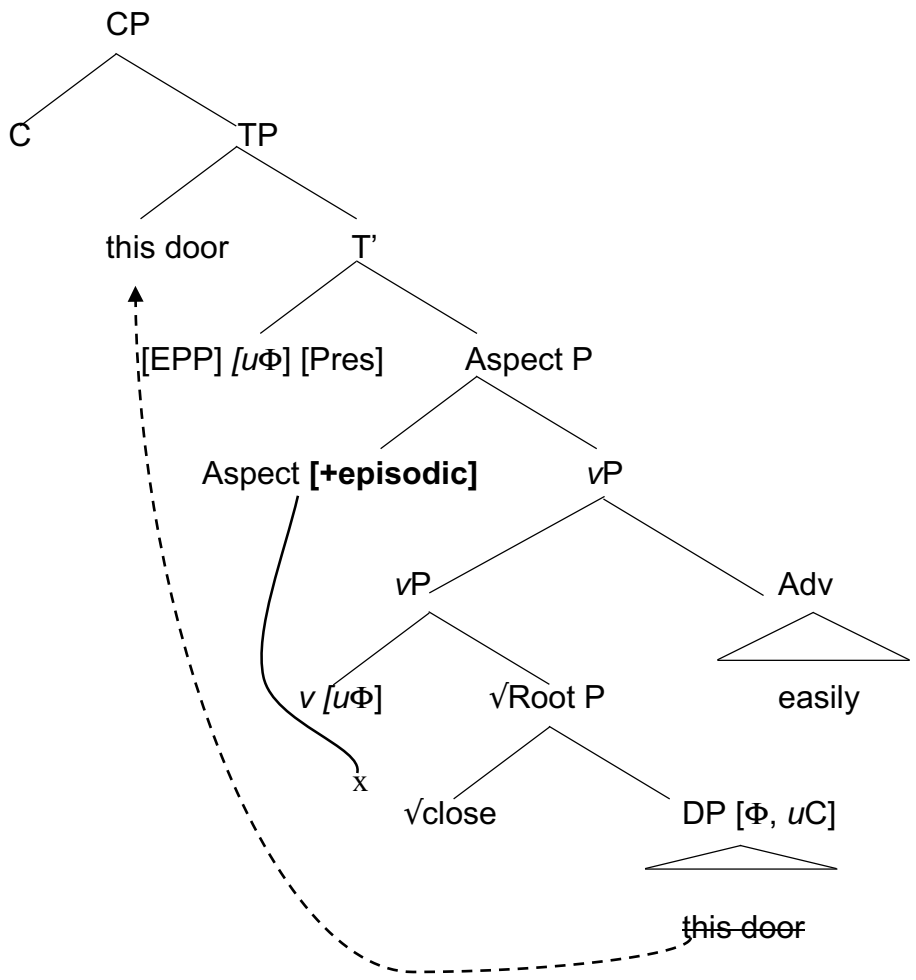 CP
C
TP
this door
T’
[EPP] [uΦ] [Pres]
Aspect P
Aspect [+episodic]
vP
vP
Adv
v [uΦ]
√Root P
easily
x
√close
DP [Φ, uC]
this door